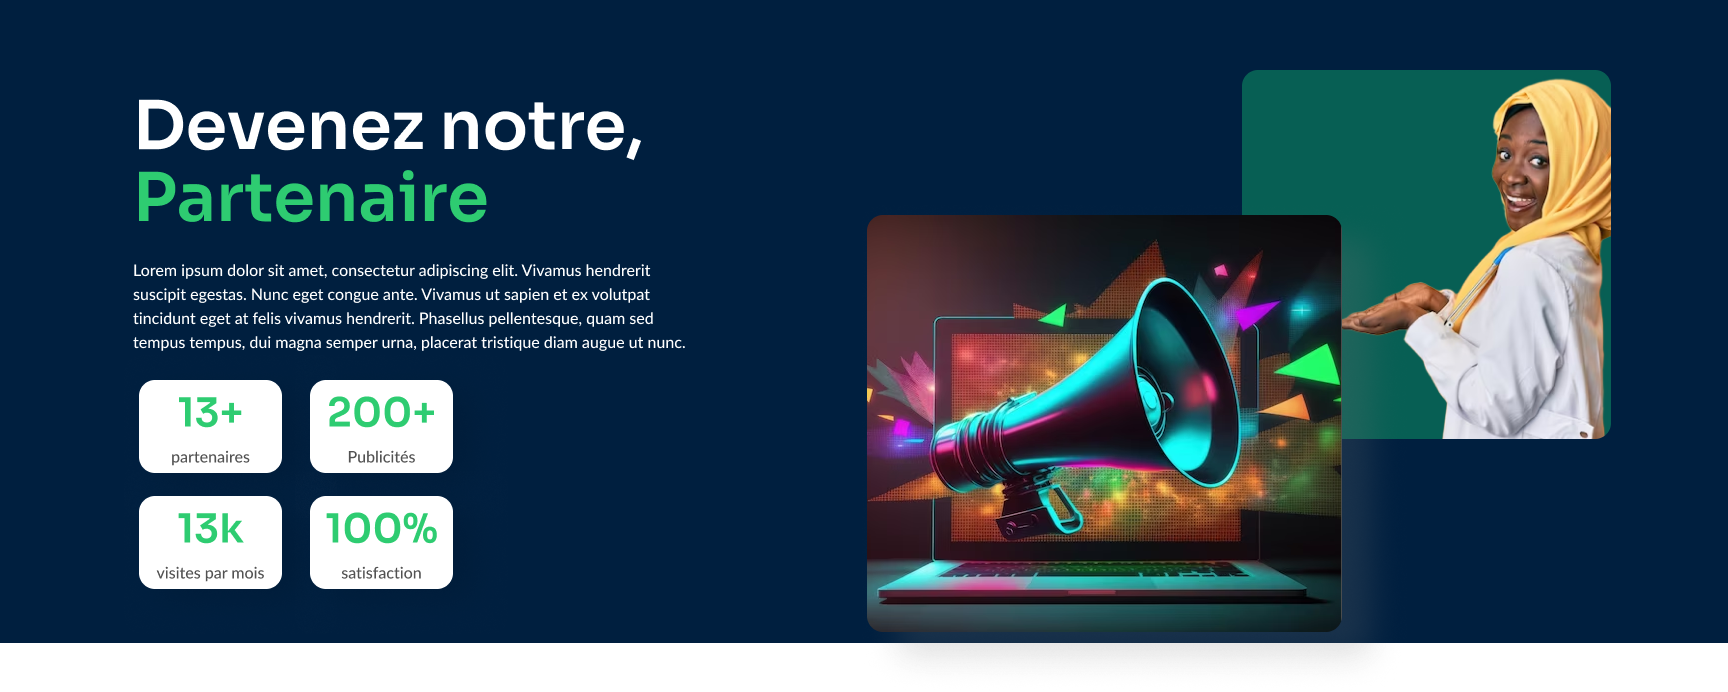 Devenez notre,
Partenaire
Lorem ipsum dolor sit amet, consectetur adipiscing elit. Vivamus hendrerit
suscipit egestas. Nunc eget congue ante. Vivamus ut sapien et ex volutpat
tincidunt eget at felis vivamus hendrerit. Phasellus pellentesque, quam sed
tempus tempus, dui magna semper urna, placerat tristique diam augue ut nunc.
13+
partenaires
200+
Publicités
13k
visites par mois
100%
satisfaction